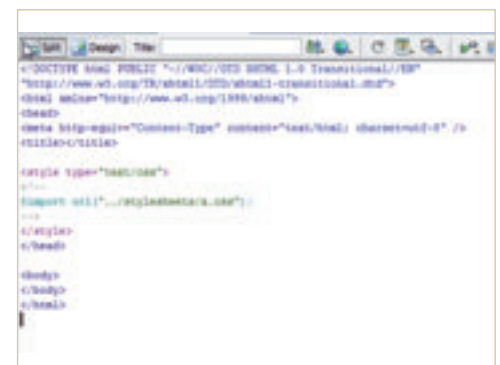 Split Design Title:
<!DOCTYPE html PUBLIC "-//W3C//DTD XHTML 1.0 Transitional//EN"
"http://www.w3.org/TR/xhtml1/DTD/xhtml1-transitional.dtd">
<html xmlns="http://www.w3.org/1999/xhtml">
<head>
<meta http-equiv="Content-Type" content="text/html; charset=utf-8" />
<title></title>
<style type="text/css">
<!--
@import url("../stylesheets/a.css");
-->
</style>
</head>
<body>
</body>
</html>